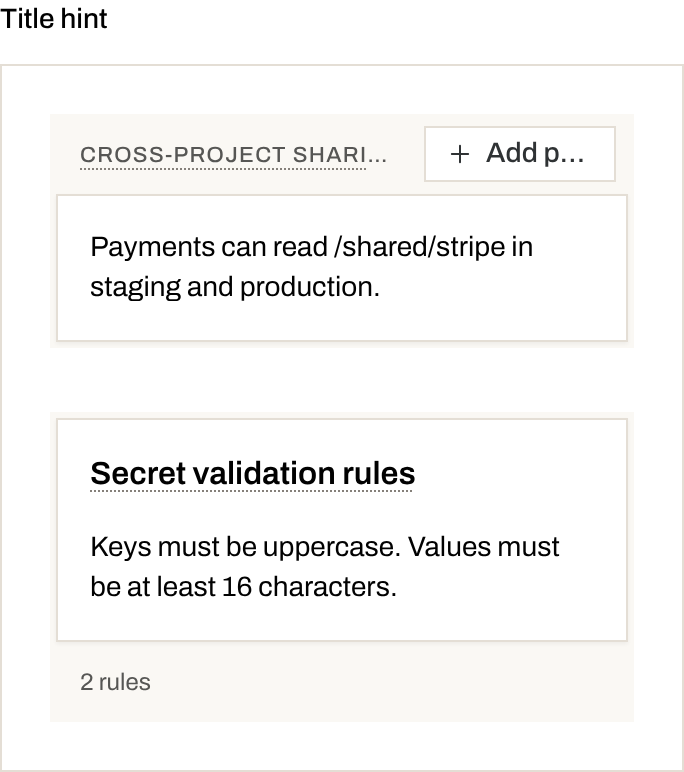 Title hint
CROSS-PROJECT SHARI...
+ Add p...
Payments can read /shared/stripe in
staging and production.
Secret validation rules
Keys must be uppercase. Values must
be at least 16 characters.
2 rules